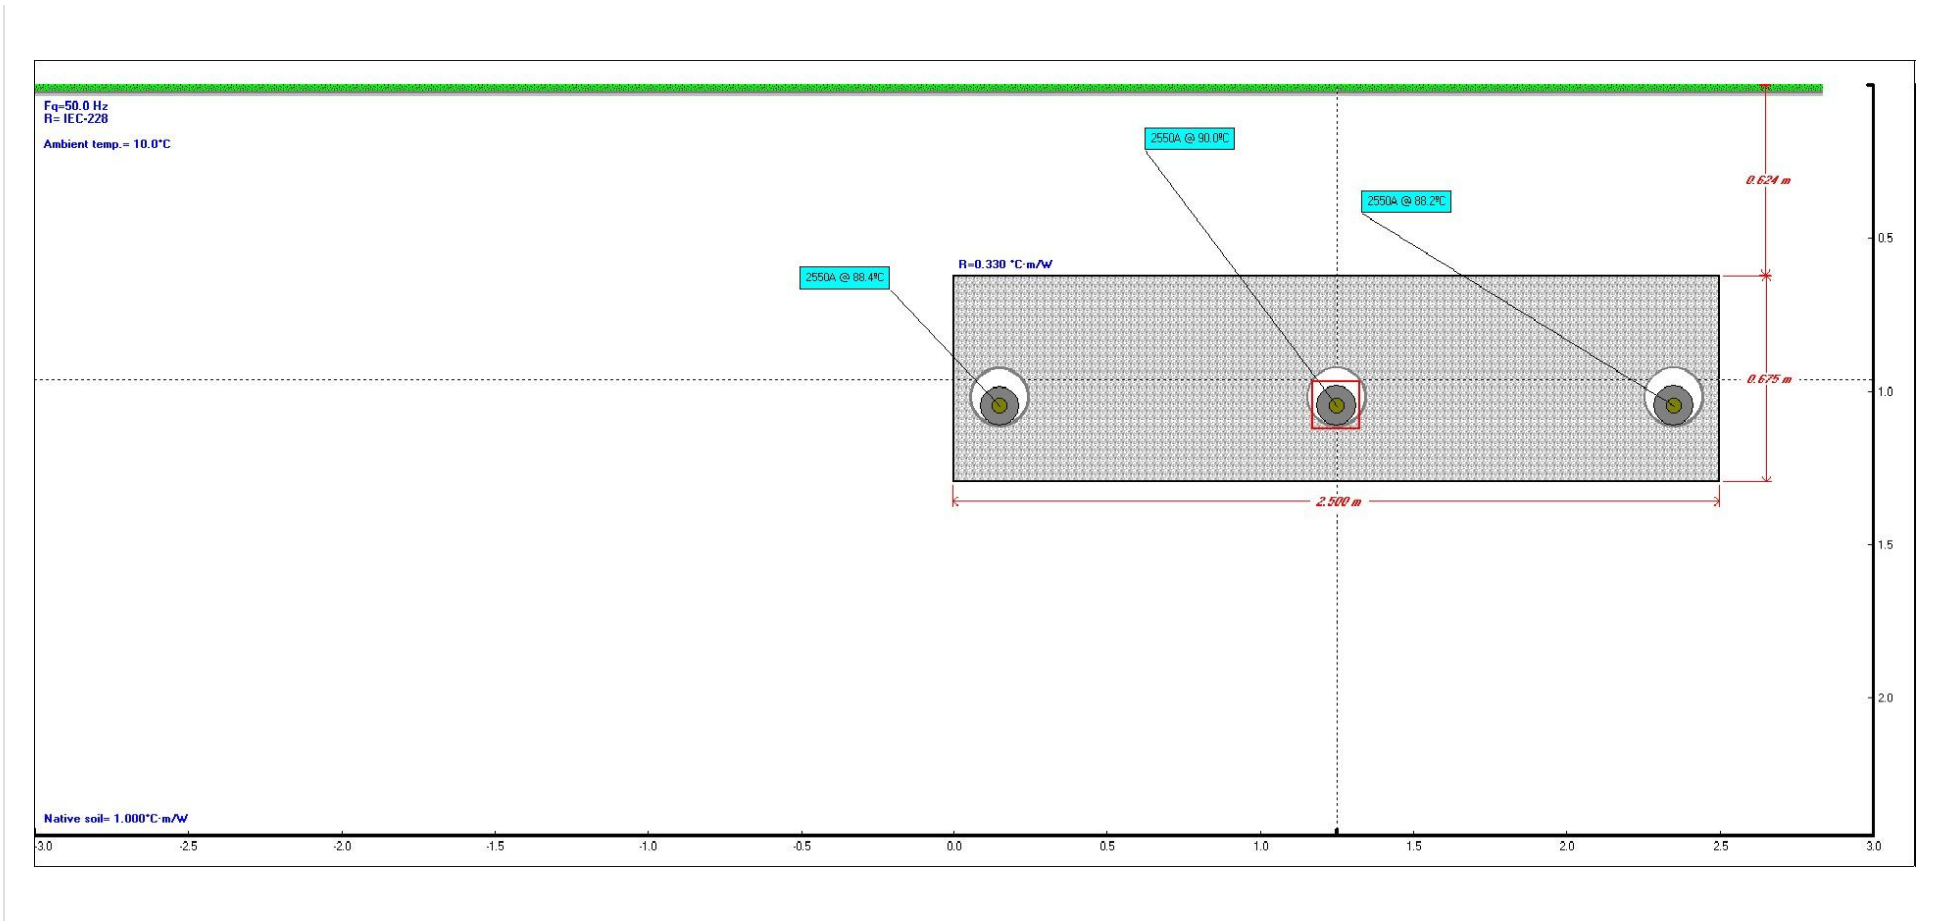 Fq=50.0 Hz
R= IEC-228
Ambient temp.= 10.0°C
2550A @ 90.0ºC
0.624 m
2550A @ 88.2ºC
0.5
R=0.330 °C·m/W
2550A @ 88.4ºC
0.675 m
1.0
2.500 m
1.5
2.0
Native soil= 1.000°C·m/W
-3.0
-2.5
-2.0
-1.5
-1.0
-0.5
0.0
0.5
1.0
1.5
2.0
2.5
3.0